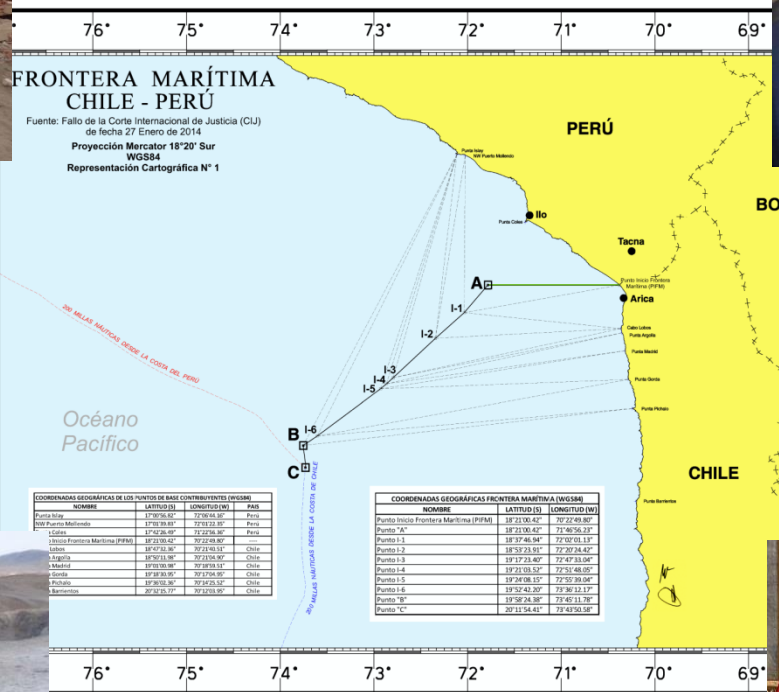 76° 75° 74° 73° 72° 71° 70° 69°
FRONTERA MARÍTIMA
CHILE - PERÚ
Fuente: Fallo de la Corte Internacional de Justicia (CIJ)
de fecha 27 Enero de 2014
Proyección Mercator 18°20' Sur
WGS84
Representación Cartográfica N° 1
PERÚ
Punta Islay
NW Puerto Mollendo
BO
Ilo
Punta Coles
Tacna
A
Punto Inicio Frontera
Marítima (PIFM)
Arica
I-1
200 MILLAS NÁUTICAS DESDE LA COSTA DEL PERÚ
I-2
Cabo Lobos
Punta Argolla
Punta Madrid
I-3
I-4
I-5
Punta Gorda
Punta Pichalo
Océano
Pacífico
I-6
B
C
CHILE
200 MILLAS NÁUTICAS DESDE LA COSTA DE CHILE
Punta Barrientos
COORDENADAS GEOGRÁFICAS DE LOS PUNTOS DE BASE CONTRIBUYENTES (WGS84)
NOMBRE LATITUD (S) LONGITUD (W) PAIS
Punta Islay 17°00'56.82" 72°06'44.16" Perú
NW Puerto Mollendo 17°01'39.83" 72°01'22.35" Perú
Coles 17°42'26.49" 71°22'56.36" Perú
Inicio Frontera Marítima (PIFM) 18°21'00.42" 70°22'49.80" ----
Lobos 18°47'32.36" 70°21'40.51" Chile
Argolla 18°50'11.98" 70°21'04.90" Chile
Madrid 19°01'00.98" 70°19'59.51" Chile
Gorda 19°18'30.95" 70°17'04.95" Chile
Pichalo 19°36'02.36" 70°14'25.52" Chile
Barrientos 20°32'15.77" 70°12'03.95" Chile
COORDENADAS GEOGRÁFICAS FRONTERA MARÍTIMA (WGS84)
NOMBRE LATITUD (S) LONGITUD (W)
Punto Inicio Frontera Marítima (PIFM) 18°21'00.42" 70°22'49.80"
Punto "A" 18°21'00.42" 71°46'56.23"
Punto I-1 18°37'46.94" 72°02'01.13"
Punto I-2 18°53'23.91" 72°20'24.42"
Punto I-3 19°17'23.40" 72°47'33.04"
Punto I-4 19°21'03.52" 72°51'48.05"
Punto I-5 19°24'08.15" 72°55'39.04"
Punto I-6 19°52'42.20" 73°36'12.17"
Punto "B" 19°58'24.38" 73°45'11.78"
Punto "C" 20°11'54.41" 73°43'50.58"
76° 75° 74° 73° 72° 71° 70° 69°